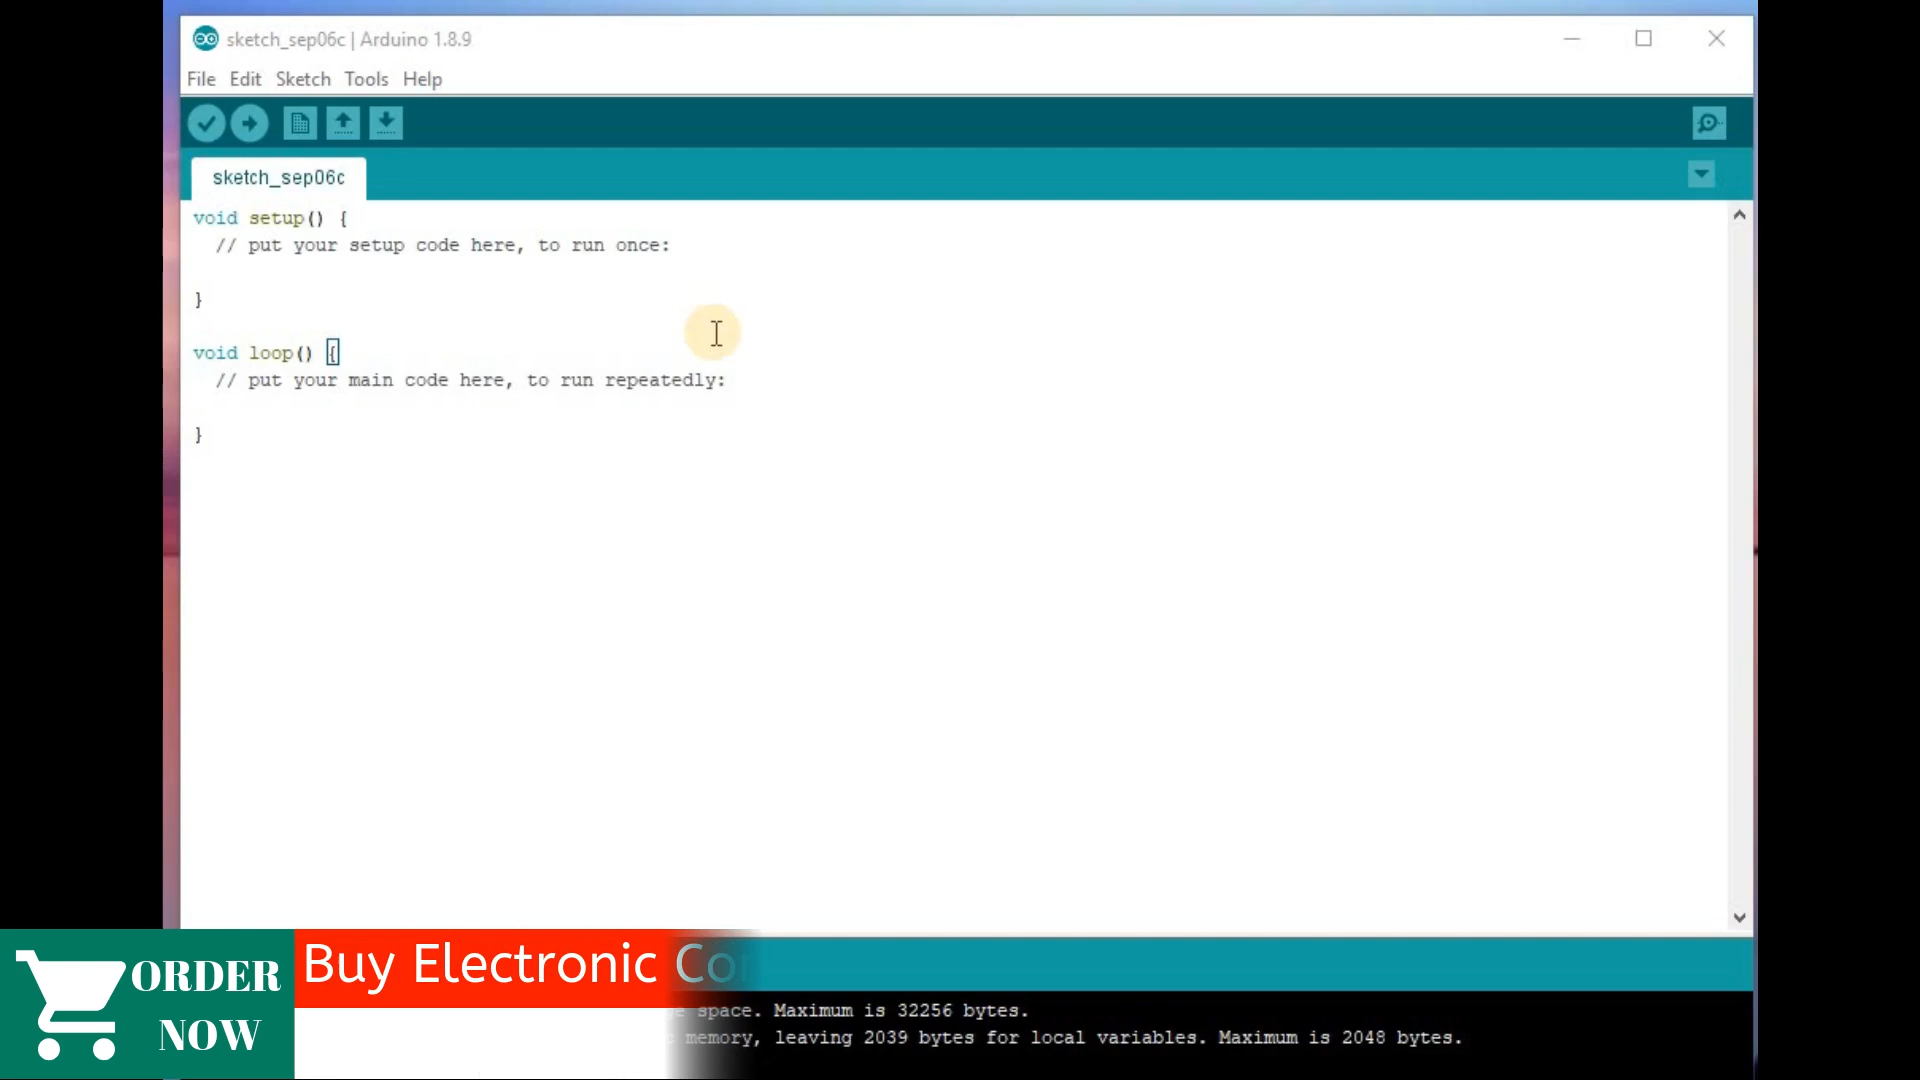 sketch_sep06c | Arduino 1.8.9
File Edit Sketch Tools Help
sketch_sep06c
void setup() {
  // put your setup code here, to run once:
}
void loop() {
  // put your main code here, to run repeatedly:
}
ORDER
NOW
Buy Electronic
space. Maximum is 32256 bytes.
memory, leaving 2039 bytes for local variables. Maximum is 2048 bytes.